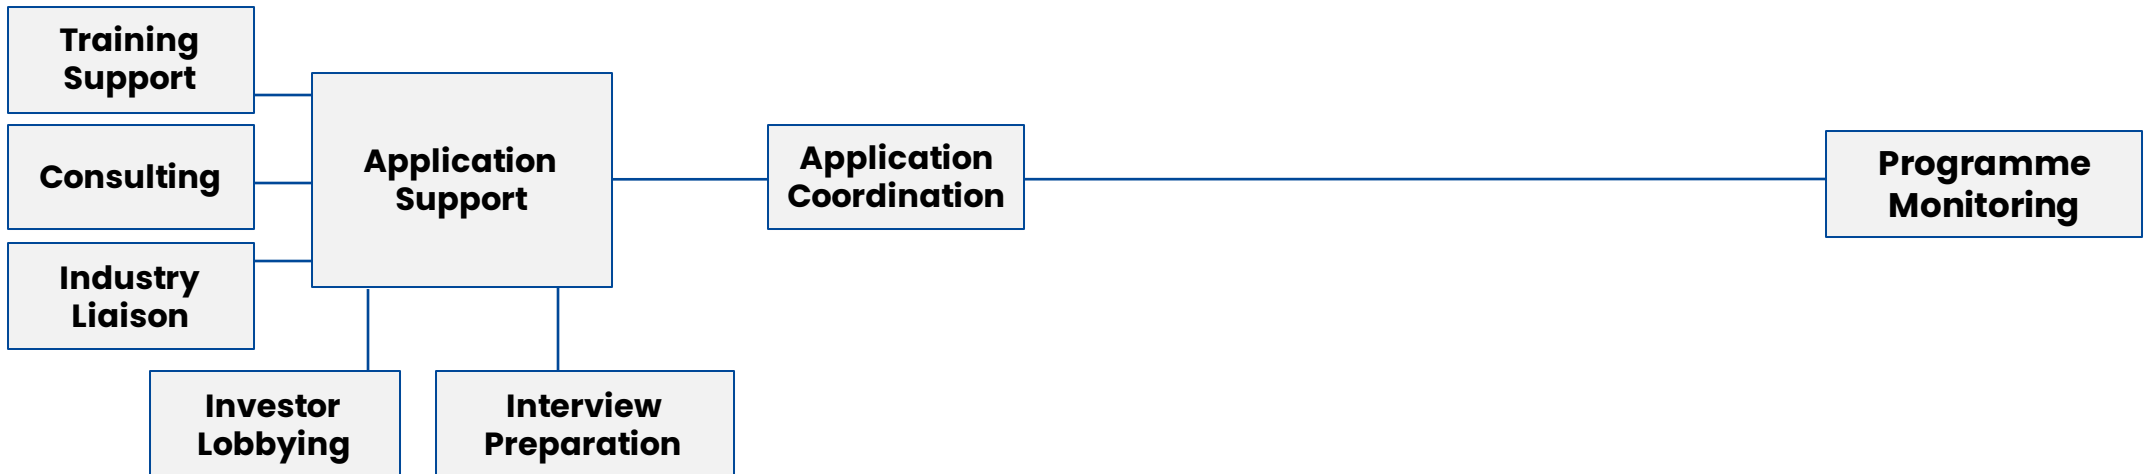 Training
Support
Consulting
Industry
Liaison
Application
Support
Investor
Lobbying
Interview
Preparation
Application
Coordination
Programme
Monitoring